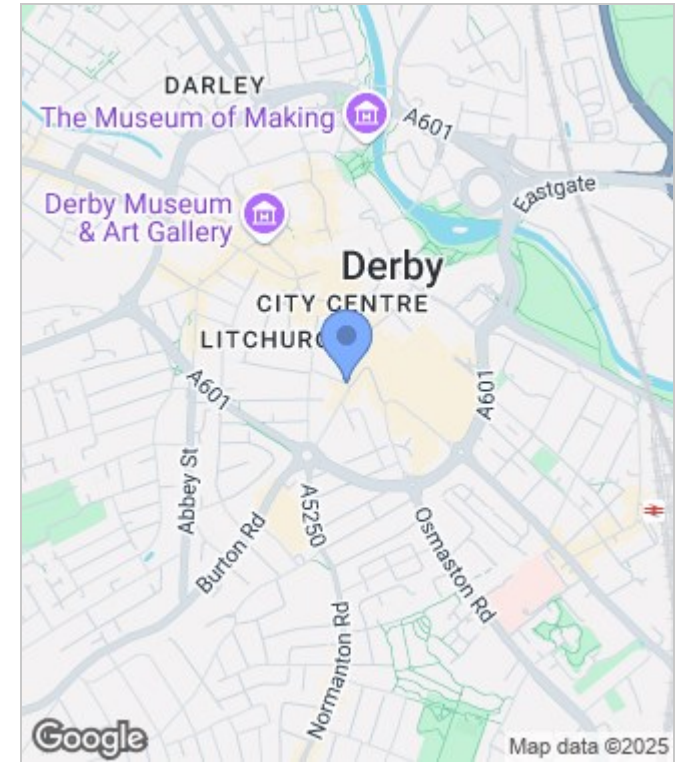 DARLEY
The Museum of Making
A601
Eastgate
Derby Museum
& Art Gallery
Derby
CITY CENTRE
LITCHURC
A601
A601
Abbey St
A5250
Burton Rd
Osmaston Rd
Normanton Rd
Google
Map data ©2025